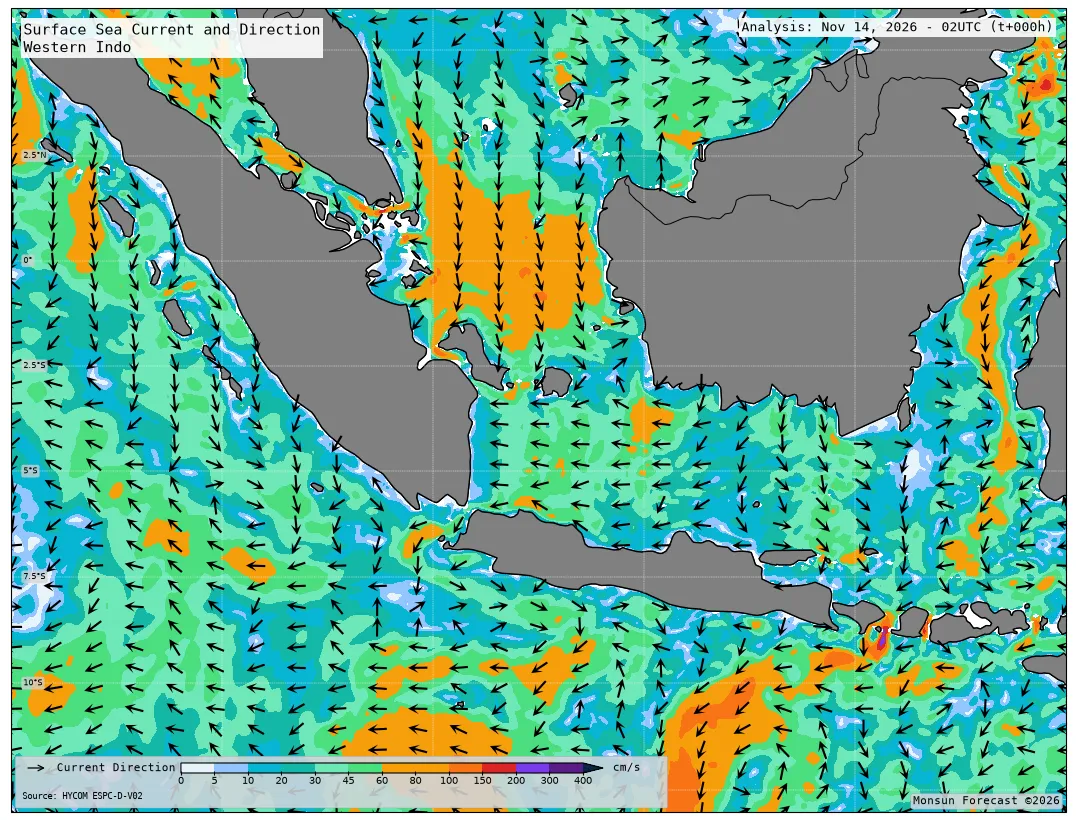 Surface Sea Current and Direction
Western Indo
Analysis: Nov 14, 2026 - 02UTC (t+000h)
2.5°N
0°
2.5°S
5°S
7.5°S
10°S
Current Direction
0 5 10 20 30 45 60 80 100 150 200 300 400 cm/s
Source: HYCOM ESPC-D-V02
Monsun Forecast ©2026